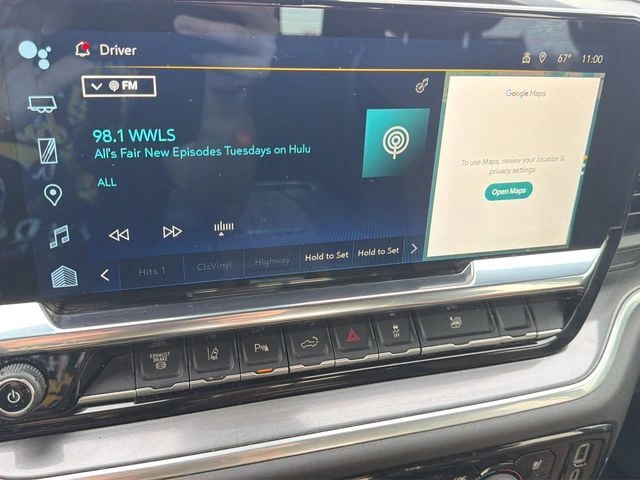 Driver
67° 11:00
FM
Google Maps
98.1 WWLS
All's Fair New Episodes Tuesdays on Hulu
ALL
To use Maps, review your location &
privacy settings
Open Maps
Hits 1
ClsVinyl
Highway
Hold to Set
Hold to Set
EXHAUST
BRAKE
P
SYNC